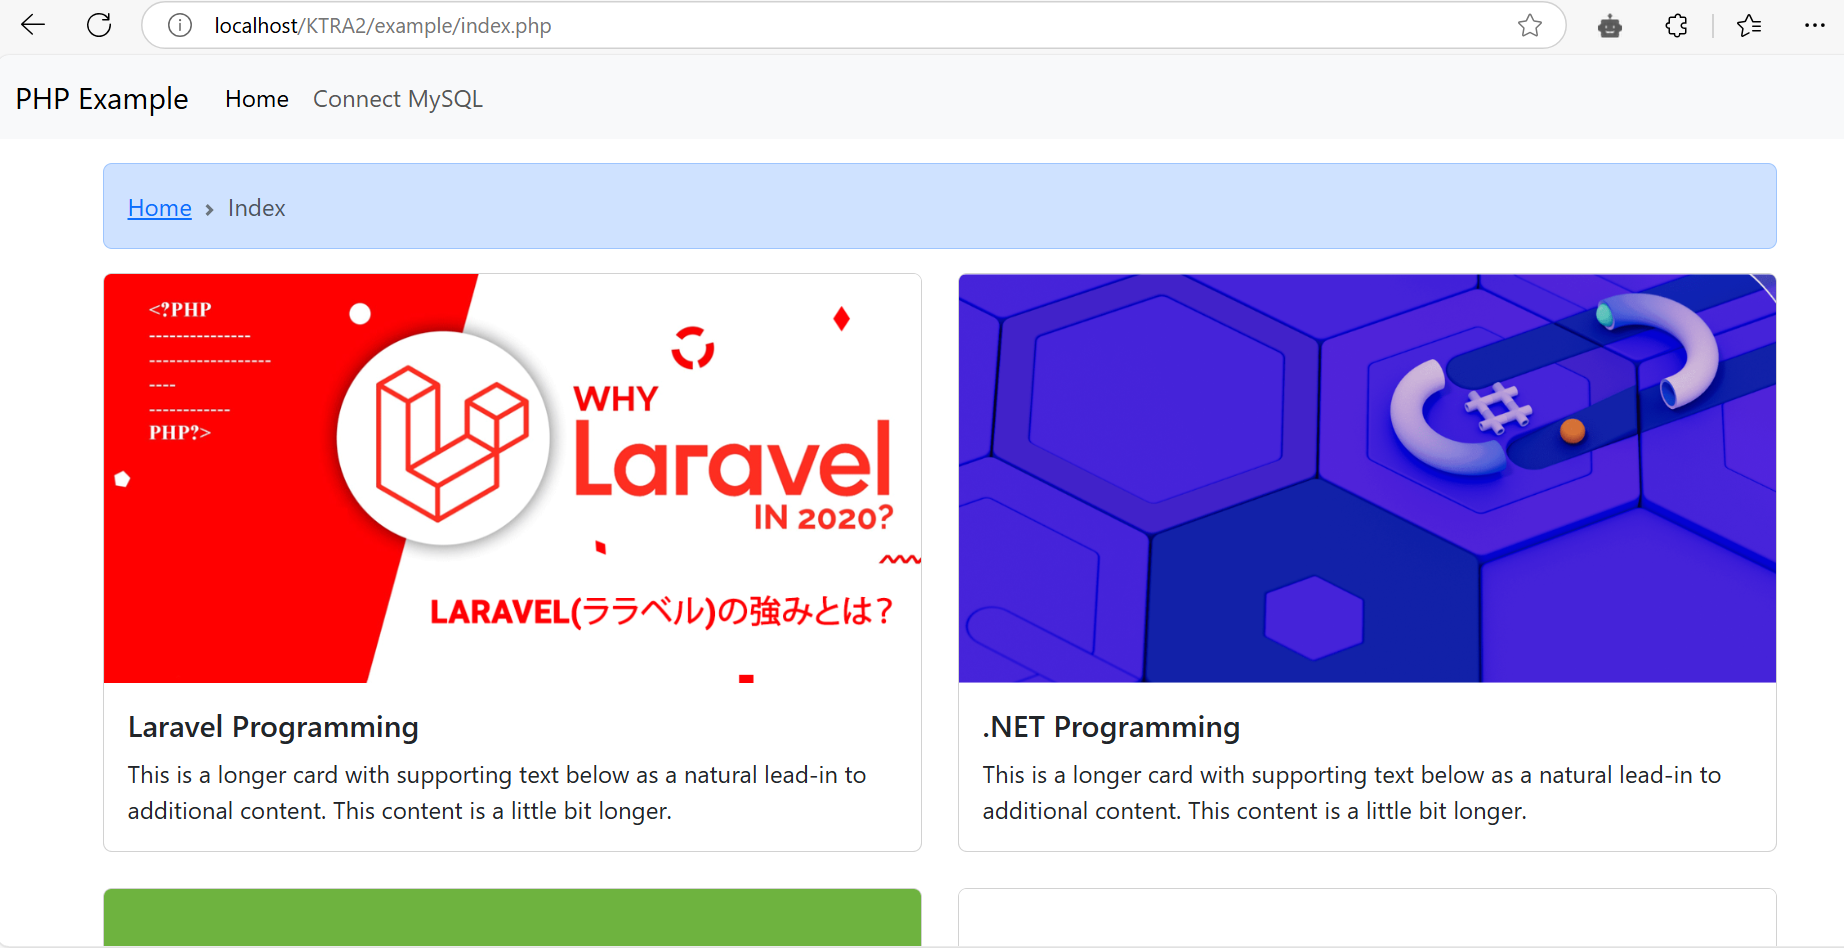 localhost/KTRA2/example/index.php
PHP Example Home Connect MySQL
Home Index
<?PHP
---------------
------------------
----
------------
PHP?>
WHY
Laravel
IN 2020?
LARAVEL(ララベル)の強みとは?
Laravel Programming
This is a longer card with supporting text below as a natural lead-in to
additional content. This content is a little bit longer.
.NET Programming
This is a longer card with supporting text below as a natural lead-in to
additional content. This content is a little bit longer.